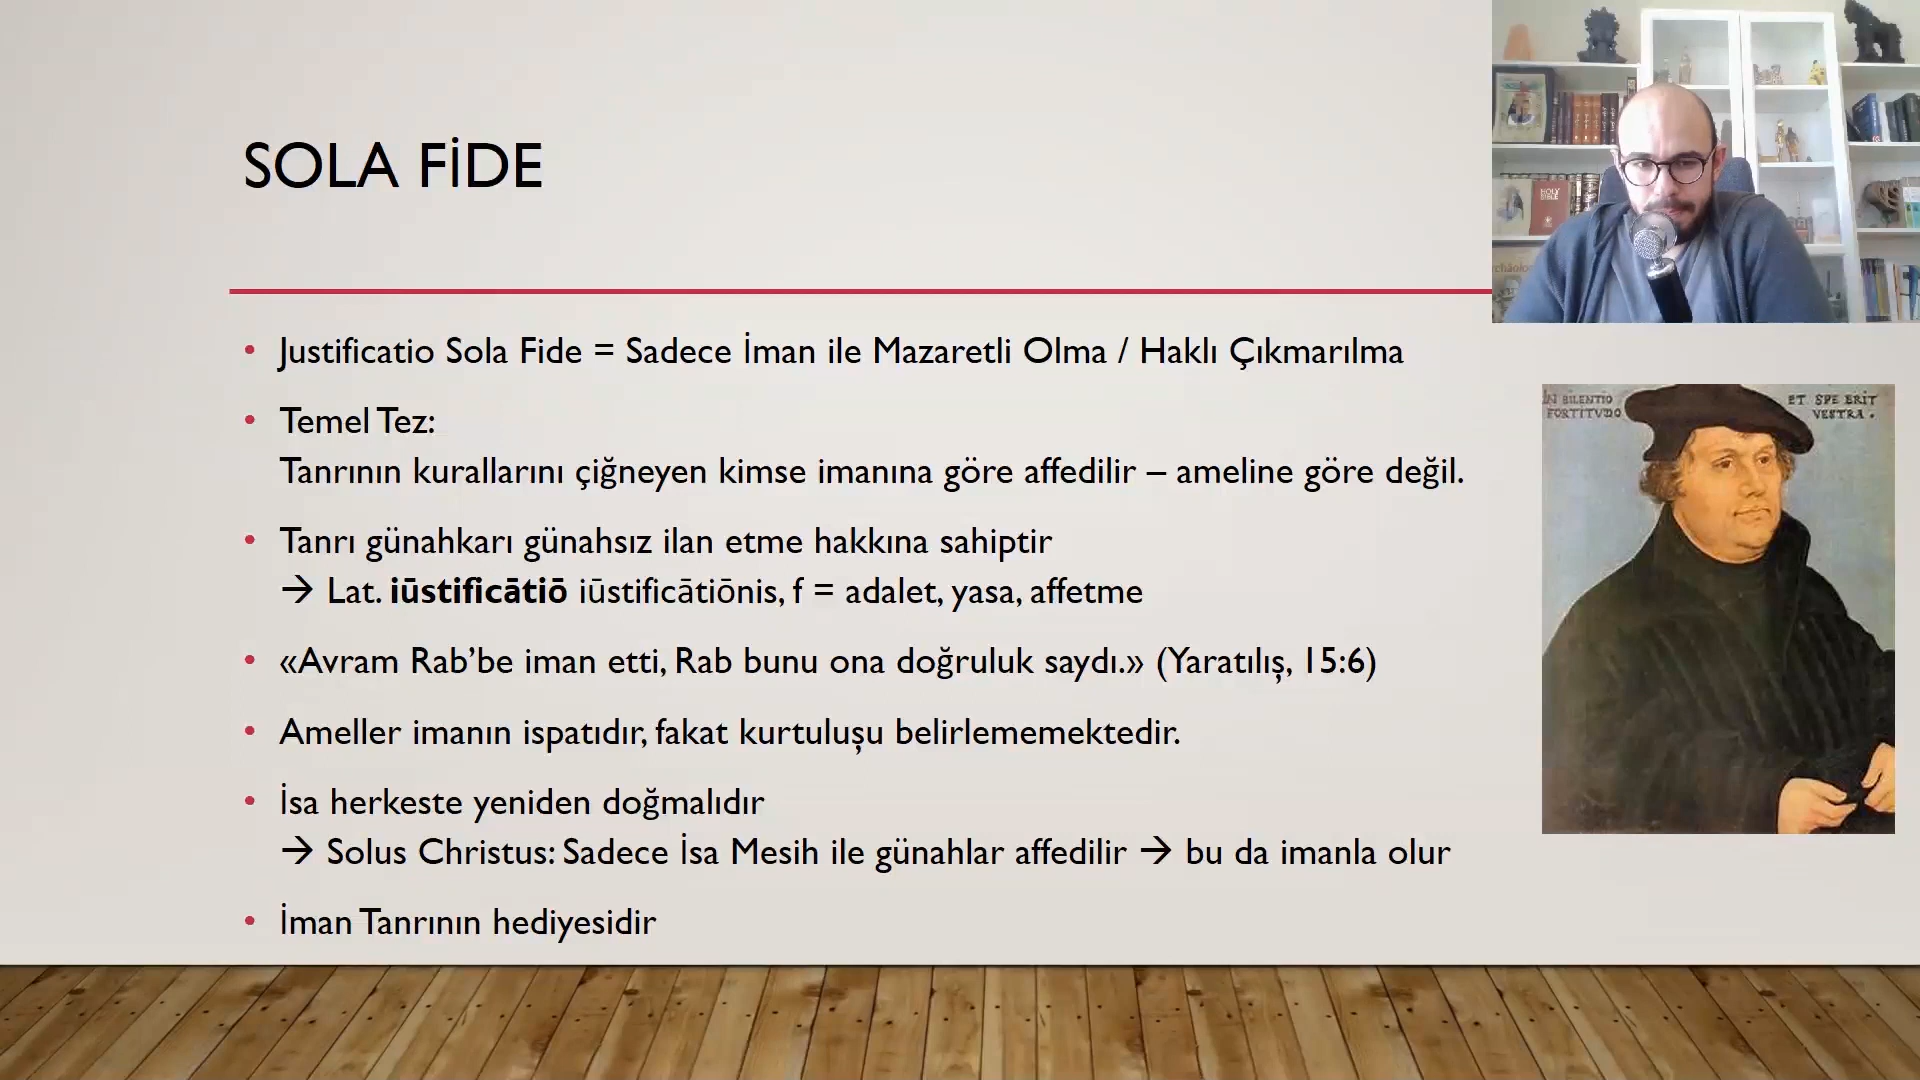 SOLA FİDE
HOLY
BIBLE
Justificatio Sola Fide = Sadece İman ile Mazaretli Olma / Haklı Çıkmarılma
IN SILENTIO ET SPE ERIT
FORTITVDO VESTRA .
Temel Tez:
Tanrının kurallarını çiğneyen kimse imanına göre affedilir – ameline göre değil.
Tanrı günahkarı günahsız ilan etme hakkına sahiptir
→ Lat. iūstificātiō iūstificātiōnis, f = adalet, yasa, affetme
«Avram Rab’be iman etti, Rab bunu ona doğruluk saydı.» (Yaratılış, 15:6)
Ameller imanın ispatıdır, fakat kurtuluşu belirlememektedir.
İsa herkeste yeniden doğmalıdır
→ Solus Christus: Sadece İsa Mesih ile günahlar affedilir → bu da imanla olur
İman Tanrının hediyesidir